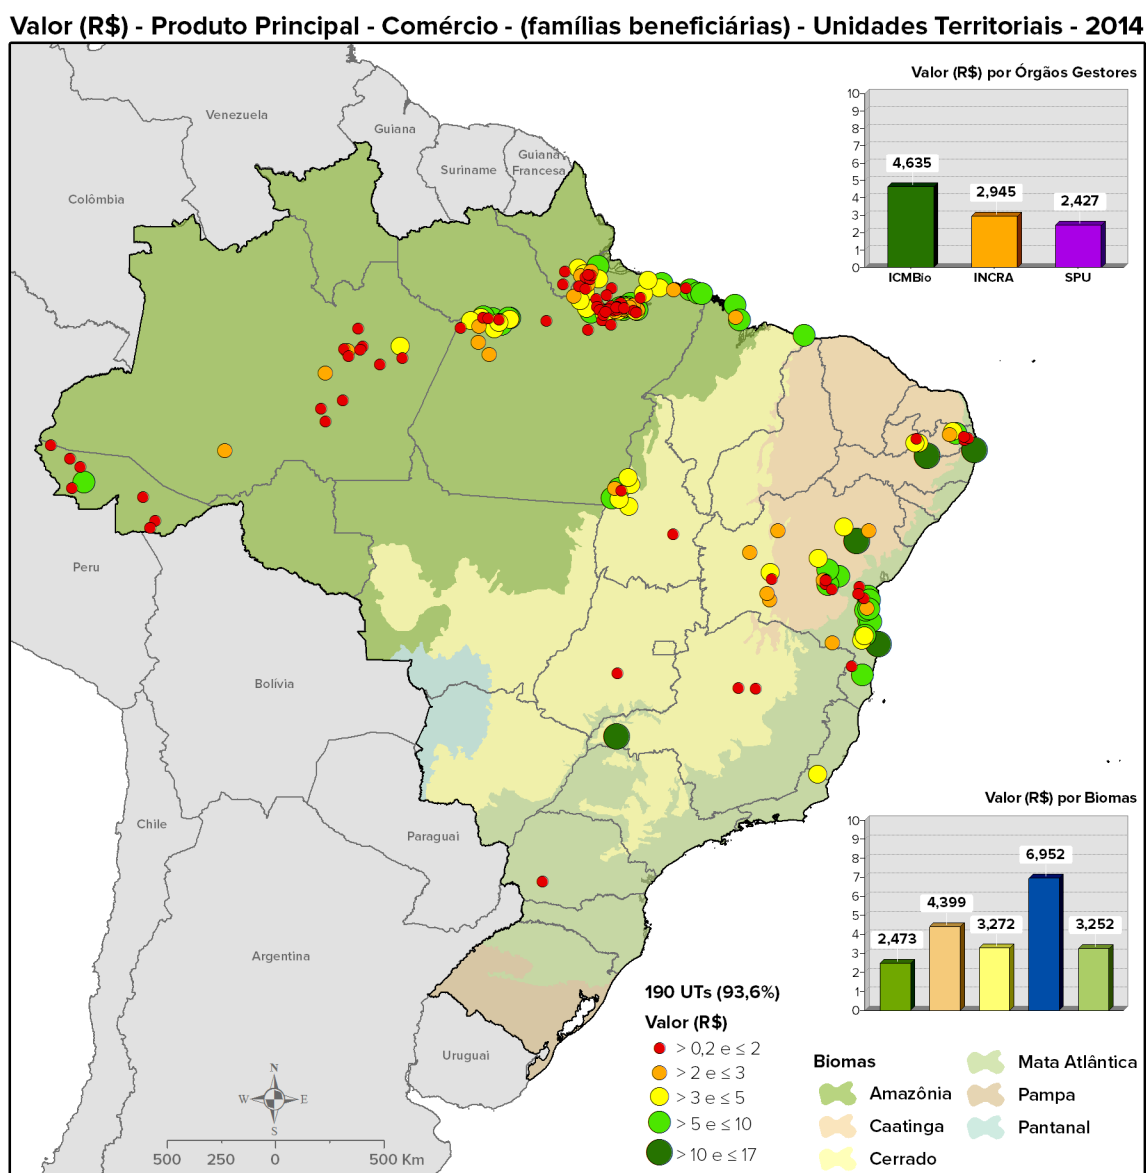 Valor (R$) - Produto Principal - Comércio - (famílias beneficiárias) - Unidades Territoriais - 2014
Valor (R$) por Órgãos Gestores
10
9
8
7
6
5
4
3
2
1
0
4,635
2,945
2,427
ICMBio
INCRA
SPU
Venezuela
Guiana
Suriname
Guiana
Francesa
Colômbia
Peru
Bolívia
Chile
Paraguai
Argentina
Uruguai
Valor (R$) por Biomas
10
9
8
7
6
5
4
3
2
1
0
2,473
4,399
3,272
6,952
3,252
190 UTs (93,6%)
Valor (R$)
> 0,2 e ≤ 2
> 2 e ≤ 3
> 3 e ≤ 5
> 5 e ≤ 10
> 10 e ≤ 17
Biomas
Amazônia
Caatinga
Cerrado
Mata Atlântica
Pampa
Pantanal
N
W
E
S
500 250 0 500 Km